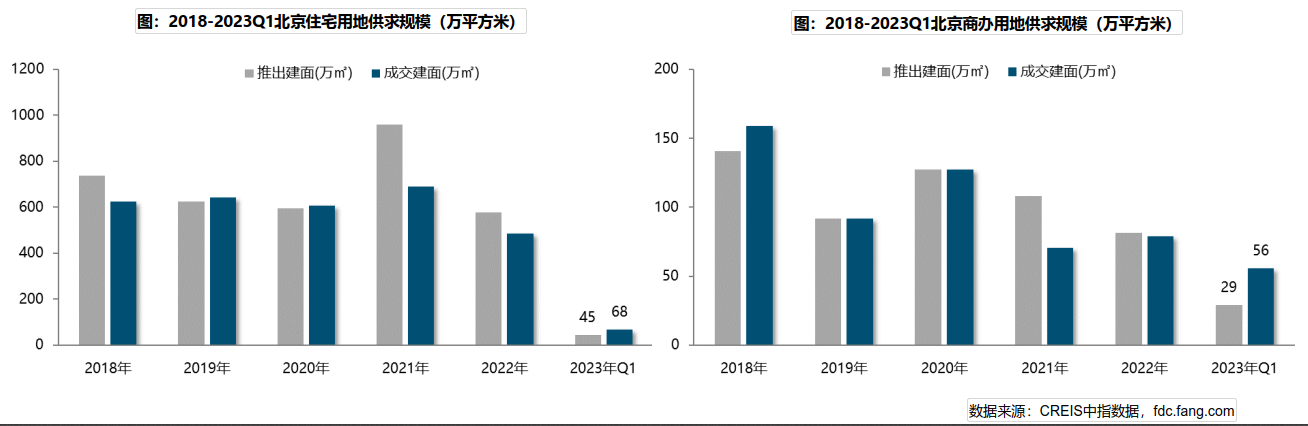 图：2018-2023Q1北京住宅用地供求规模（万平方米）
推出建面(万㎡) 成交建面(万㎡)
1200
1000
800
600
400
200
0
45 68
2018年 2019年 2020年 2021年 2022年 2023年Q1
图：2018-2023Q1北京商办用地供求规模（万平方米）
推出建面(万㎡) 成交建面(万㎡)
200
150
100
50
0
29 56
2018年 2019年 2020年 2021年 2022年 2023年Q1
数据来源：CREIS中指数据，fdc.fang.com